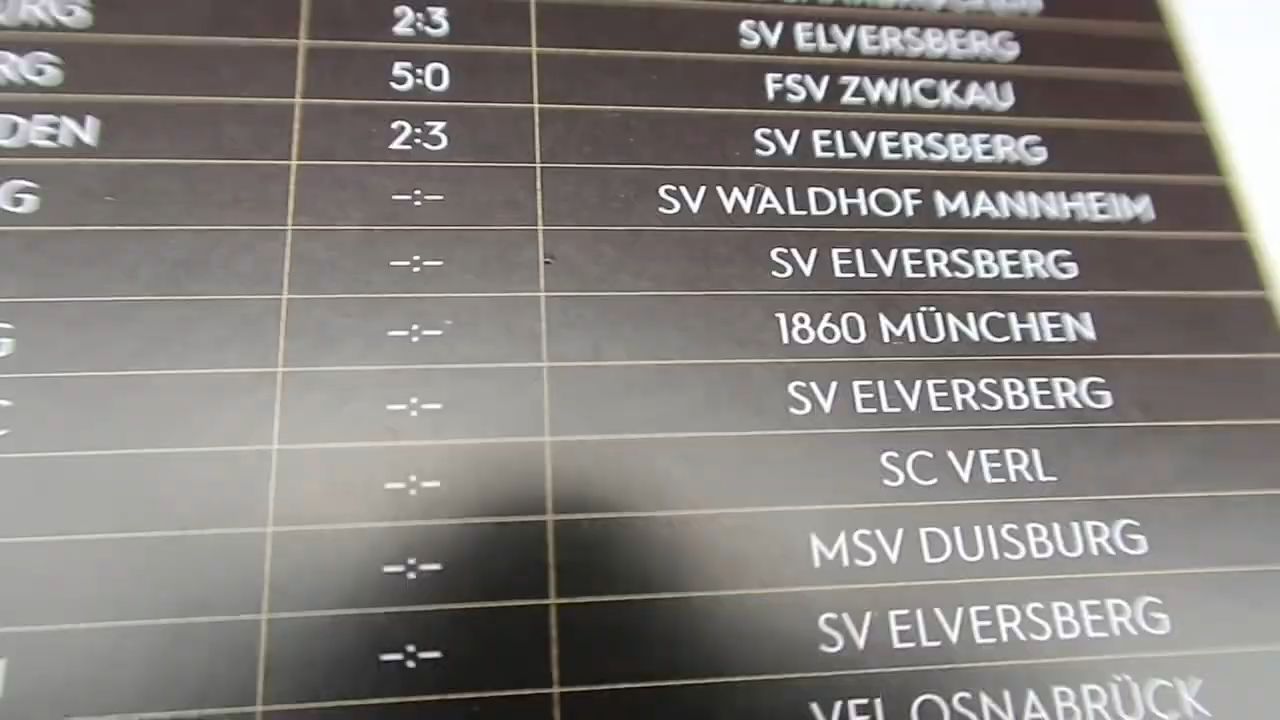 2:3 SV ELVERSBERG
5:0 FSV ZWICKAU
2:3 SV ELVERSBERG
-:- SV WALDHOF MANNHEIM
-:- SV ELVERSBERG
-:- 1860 MÜNCHEN
-:- SV ELVERSBERG
-:- SC VERL
-:- MSV DUISBURG
-:- SV ELVERSBERG
VFL OSNABRÜCK